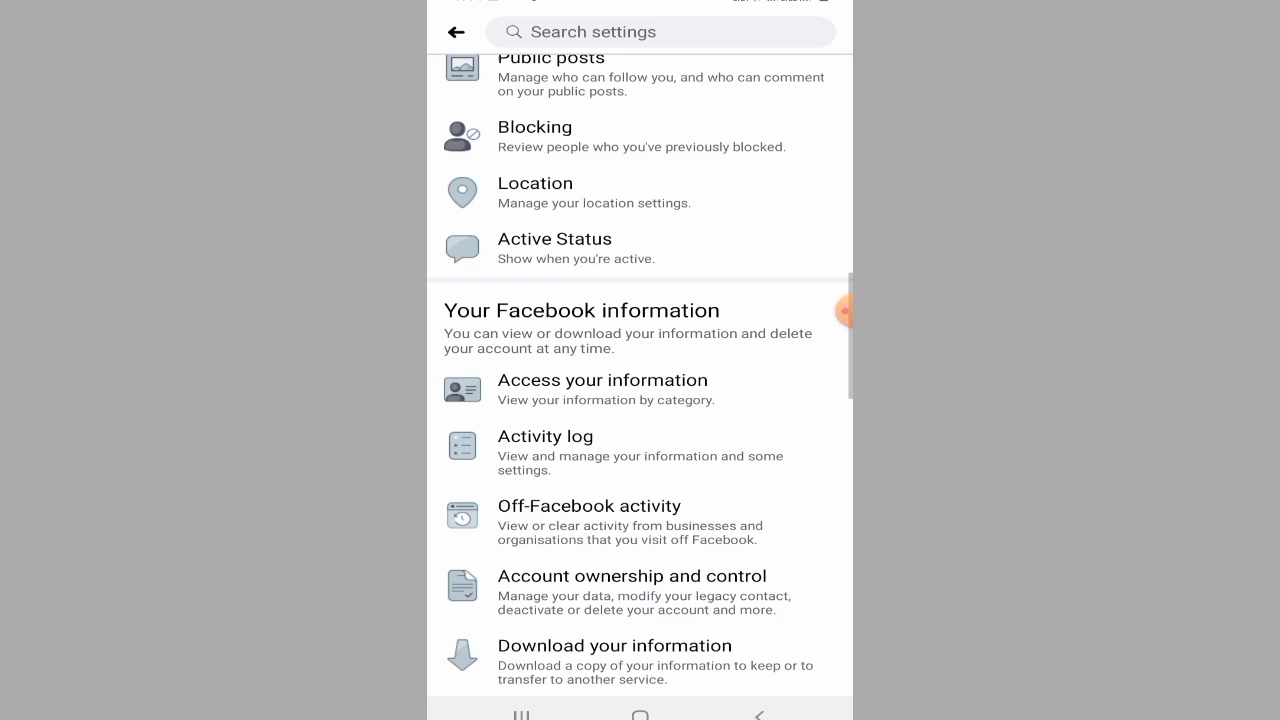 Search settings
Public posts
Manage who can follow you, and who can comment
on your public posts.
Blocking
Review people who you've previously blocked.
Location
Manage your location settings.
Active Status
Show when you're active.
Your Facebook information
You can view or download your information and delete
your account at any time.
Access your information
View your information by category.
Activity log
View and manage your information and some
settings.
Off-Facebook activity
View or clear activity from businesses and
organisations that you visit off Facebook.
Account ownership and control
Manage your data, modify your legacy contact,
deactivate or delete your account and more.
Download your information
Download a copy of your information to keep or to
transfer to another service.